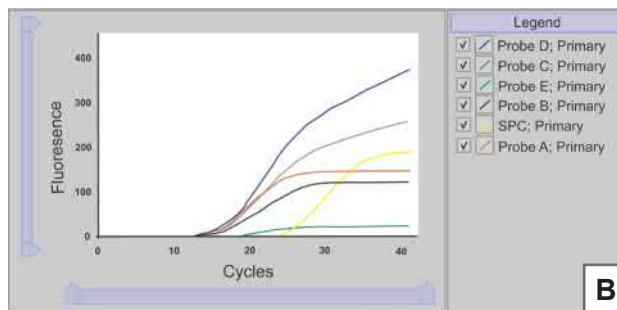 Legend
Probe D; Primary
Probe C; Primary
Probe E; Primary
Probe B; Primary
SPC; Primary
Probe A; Primary
Fluoresence
400
300
200
100
0
0
10
20
30
40
Cycles
B